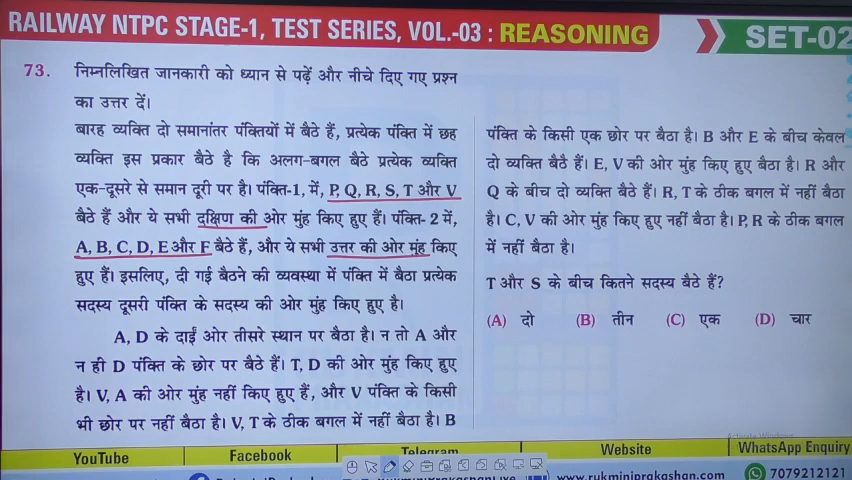 RAILWAY NTPC STAGE-1, TEST SERIES, VOL.-03 : REASONING
SET-02
73. निम्नलिखित जानकारी को ध्यान से पढ़ें और नीचे दिए गए प्रश्न
का उत्तर दें।
बारह व्यक्ति दो समानांतर पंक्तियों में बैठे हैं, प्रत्येक पंक्ति में छह
व्यक्ति इस प्रकार बैठे है कि अलग-बगल बैठे प्रत्येक व्यक्ति
एक-दूसरे से समान दूरी पर है। पंक्ति-1, में, P, Q, R, S, T और V
बैठे हैं और ये सभी दक्षिण की ओर मुंह किए हुए हैं। पंक्ति- 2 में,
A, B, C, D, E और F बैठे हैं, और ये सभी उत्तर की ओर मुंह किए
हुए हैं। इसलिए, दी गई बैठने की व्यवस्था में पंक्ति में बैठा प्रत्येक
सदस्य दूसरी पंक्ति के सदस्य की ओर मुंह किए हुए है।
A, D के दाईं ओर तीसरे स्थान पर बैठा है। न तो A और
न ही D पंक्ति के छोर पर बैठे हैं। T, D की ओर मुंह किए हुए
है। V, A की ओर मुंह नहीं किए हुए हैं, और V पंक्ति के किसी
भी छोर पर नहीं बैठा है। V, T के ठीक बगल में नहीं बैठा है। B
पंक्ति के किसी एक छोर पर बैठा है। B और E के बीच केवल
दो व्यक्ति बैठे हैं। E, V की ओर मुंह किए हुए बैठा है। R और
Q के बीच दो व्यक्ति बैठे हैं। R, T के ठीक बगल में नहीं बैठा
है। C, V की ओर मुंह किए हुए नहीं बैठा है। P, R के ठीक बगल
में नहीं बैठा है।
T और S के बीच कितने सदस्य बैठे हैं?
(A) दो (B) तीन (C) एक (D) चार
Activate Windows
YouTube Facebook Telegram Website WhatsApp Enquiry
www.rukminiprakashan.com 7079212121